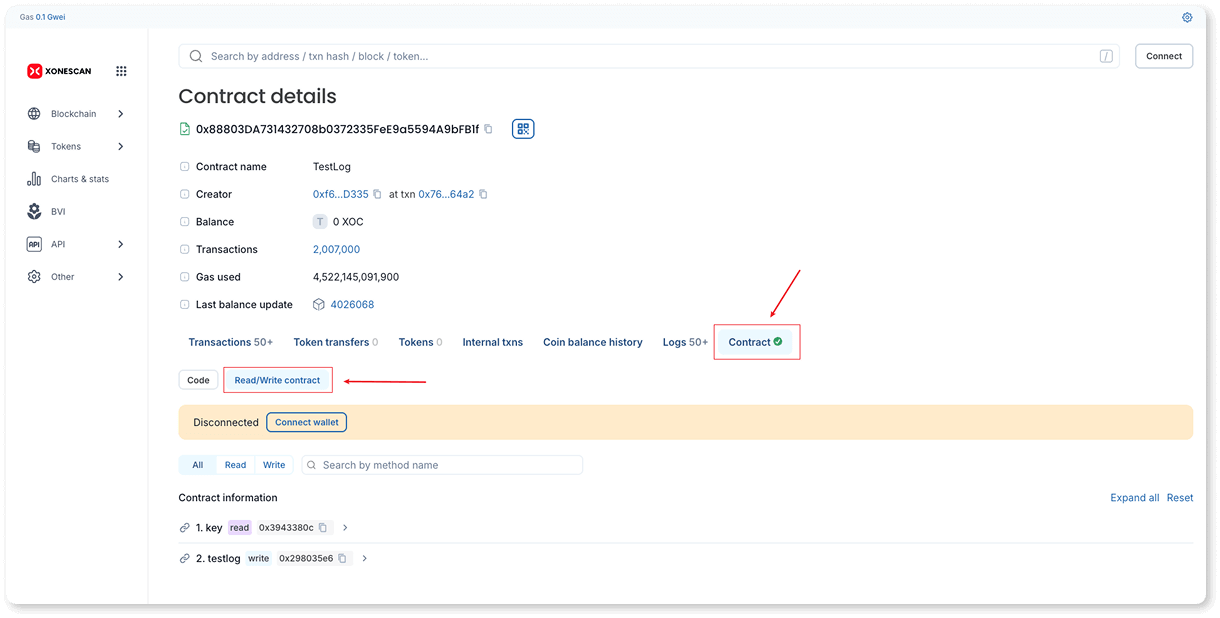 Gas 0.1 Gwei
XONESCAN
Search by address / txn hash / block / token... /
Connect
Blockchain
Tokens
Charts & stats
BVI
API API
Other
Contract details
0x88803DA731432708b0372335FeE9a5594A9bFB1f
Contract name TestLog
Creator 0xf6...D335 at txn 0x76...64a2
Balance T 0 XOC
Transactions 2,007,000
Gas used 4,522,145,091,900
Last balance update 4026068
Transactions 50+ Token transfers 0 Tokens 0 Internal txns Coin balance history Logs 50+ Contract
Code Read/Write contract
Disconnected Connect wallet
All Read Write Search by method name
Contract information Expand all Reset
1. key read 0x3943380c
2. testlog write 0x298035e6